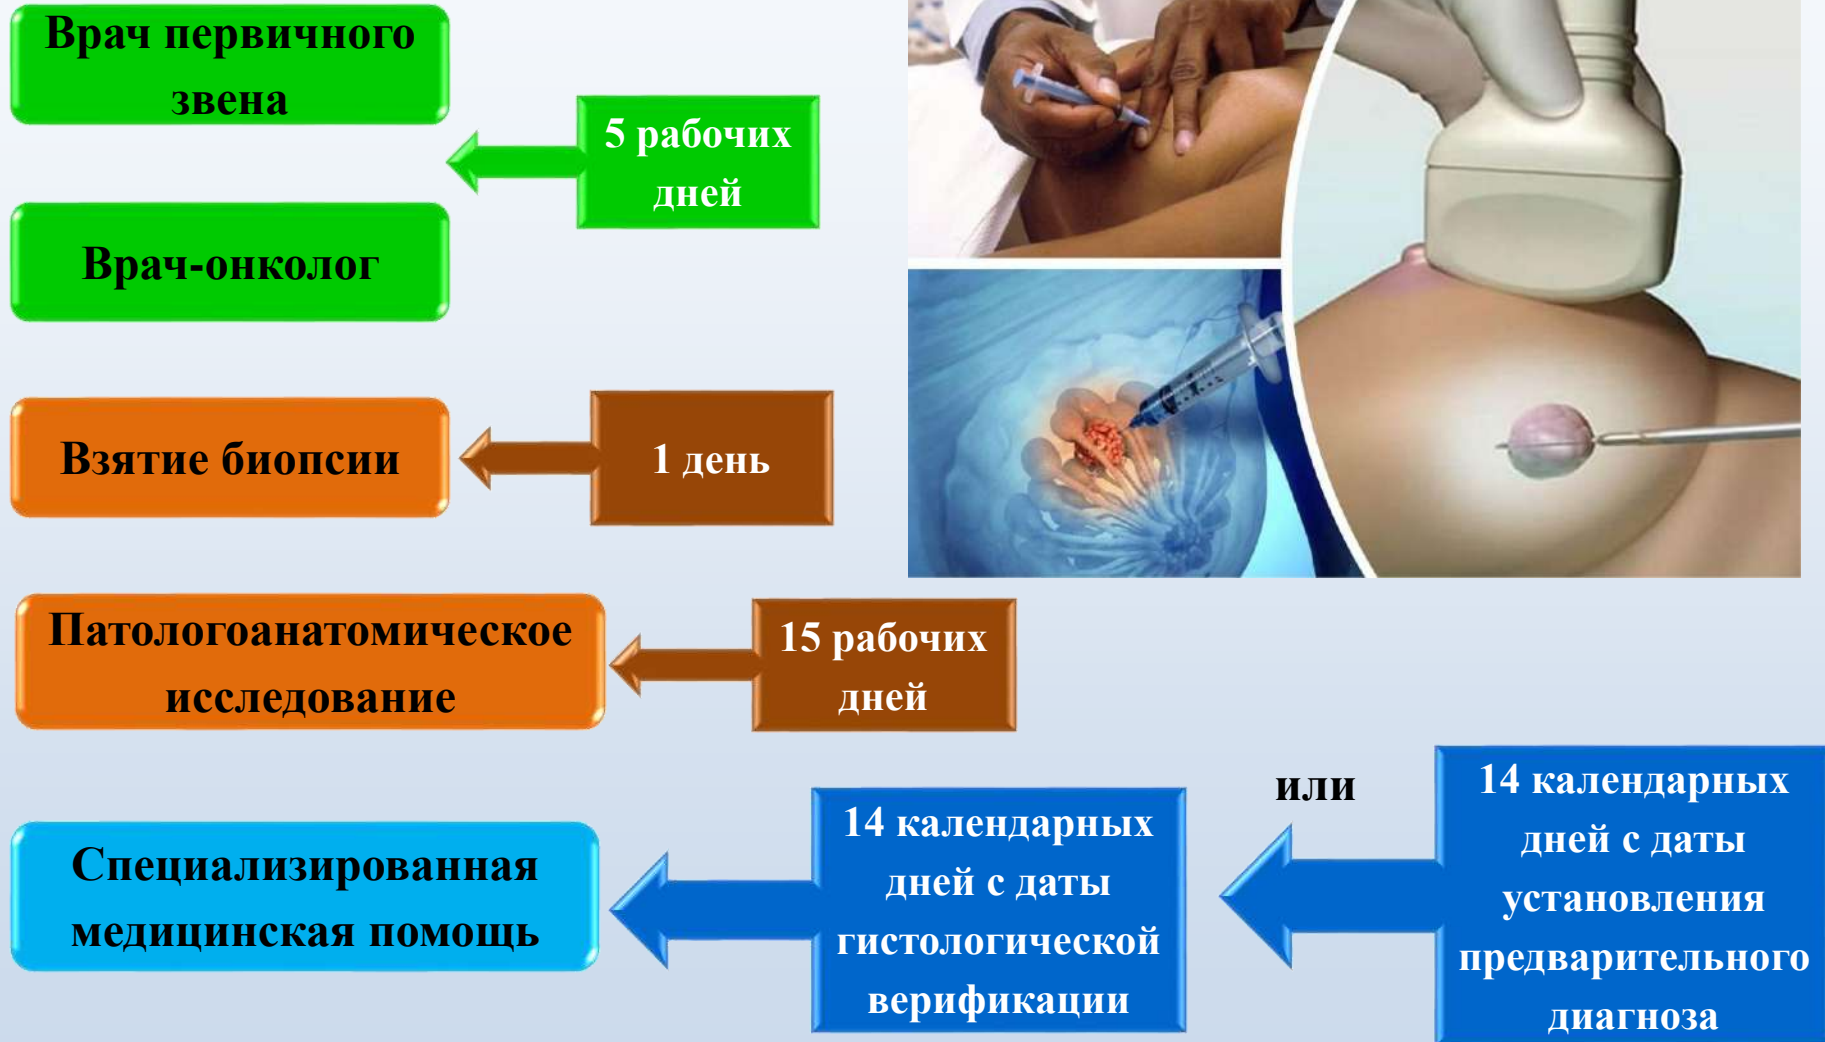 Врач первичного
звена
5 рабочих
дней
Врач-онколог
Взятие биопсии
1 день
Патологоанатомическое
исследование
15 рабочих
дней
Специализированная
медицинская помощь
14 календарных
дней с даты
гистологической
верификации
или
14 календарных
дней с даты
установления
предварительного
диагноза